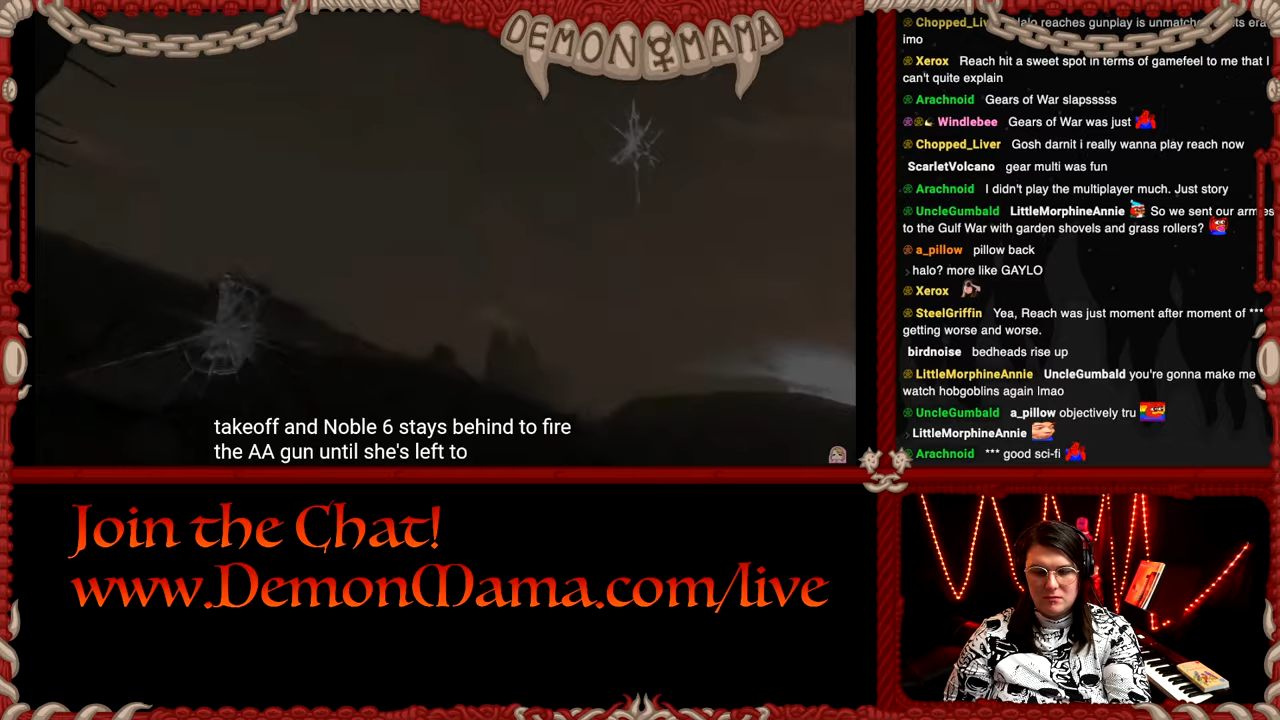 DEMON MAMA
takeoff and Noble 6 stays behind to fire
the AA gun until she's left to
Join the Chat!
www.DemonMama.com/live
imo
Xerox Reach hit a sweet spot in terms of gamefeel to me that I
can't quite explain
Arachnoid Gears of War slapsssss
Windlebee Gears of War was just
Chopped_Liver Gosh darnit i really wanna play reach now
ScarletVolcano gear multi was fun
Arachnoid I didn't play the multiplayer much. Just story
UncleGumbald LittleMorphineAnnie So we sent our armies
to the Gulf War with garden shovels and grass rollers?
a_pillow pillow back
halo? more like GAYLO
Xerox
SteelGriffin Yea, Reach was just moment after moment of ***
getting worse and worse.
birdnoise bedheads rise up
LittleMorphineAnnie UncleGumbald you're gonna make me
watch hobgoblins again lmao
UncleGumbald a_pillow objectively tru
LittleMorphineAnnie
Arachnoid *** good sci-fi